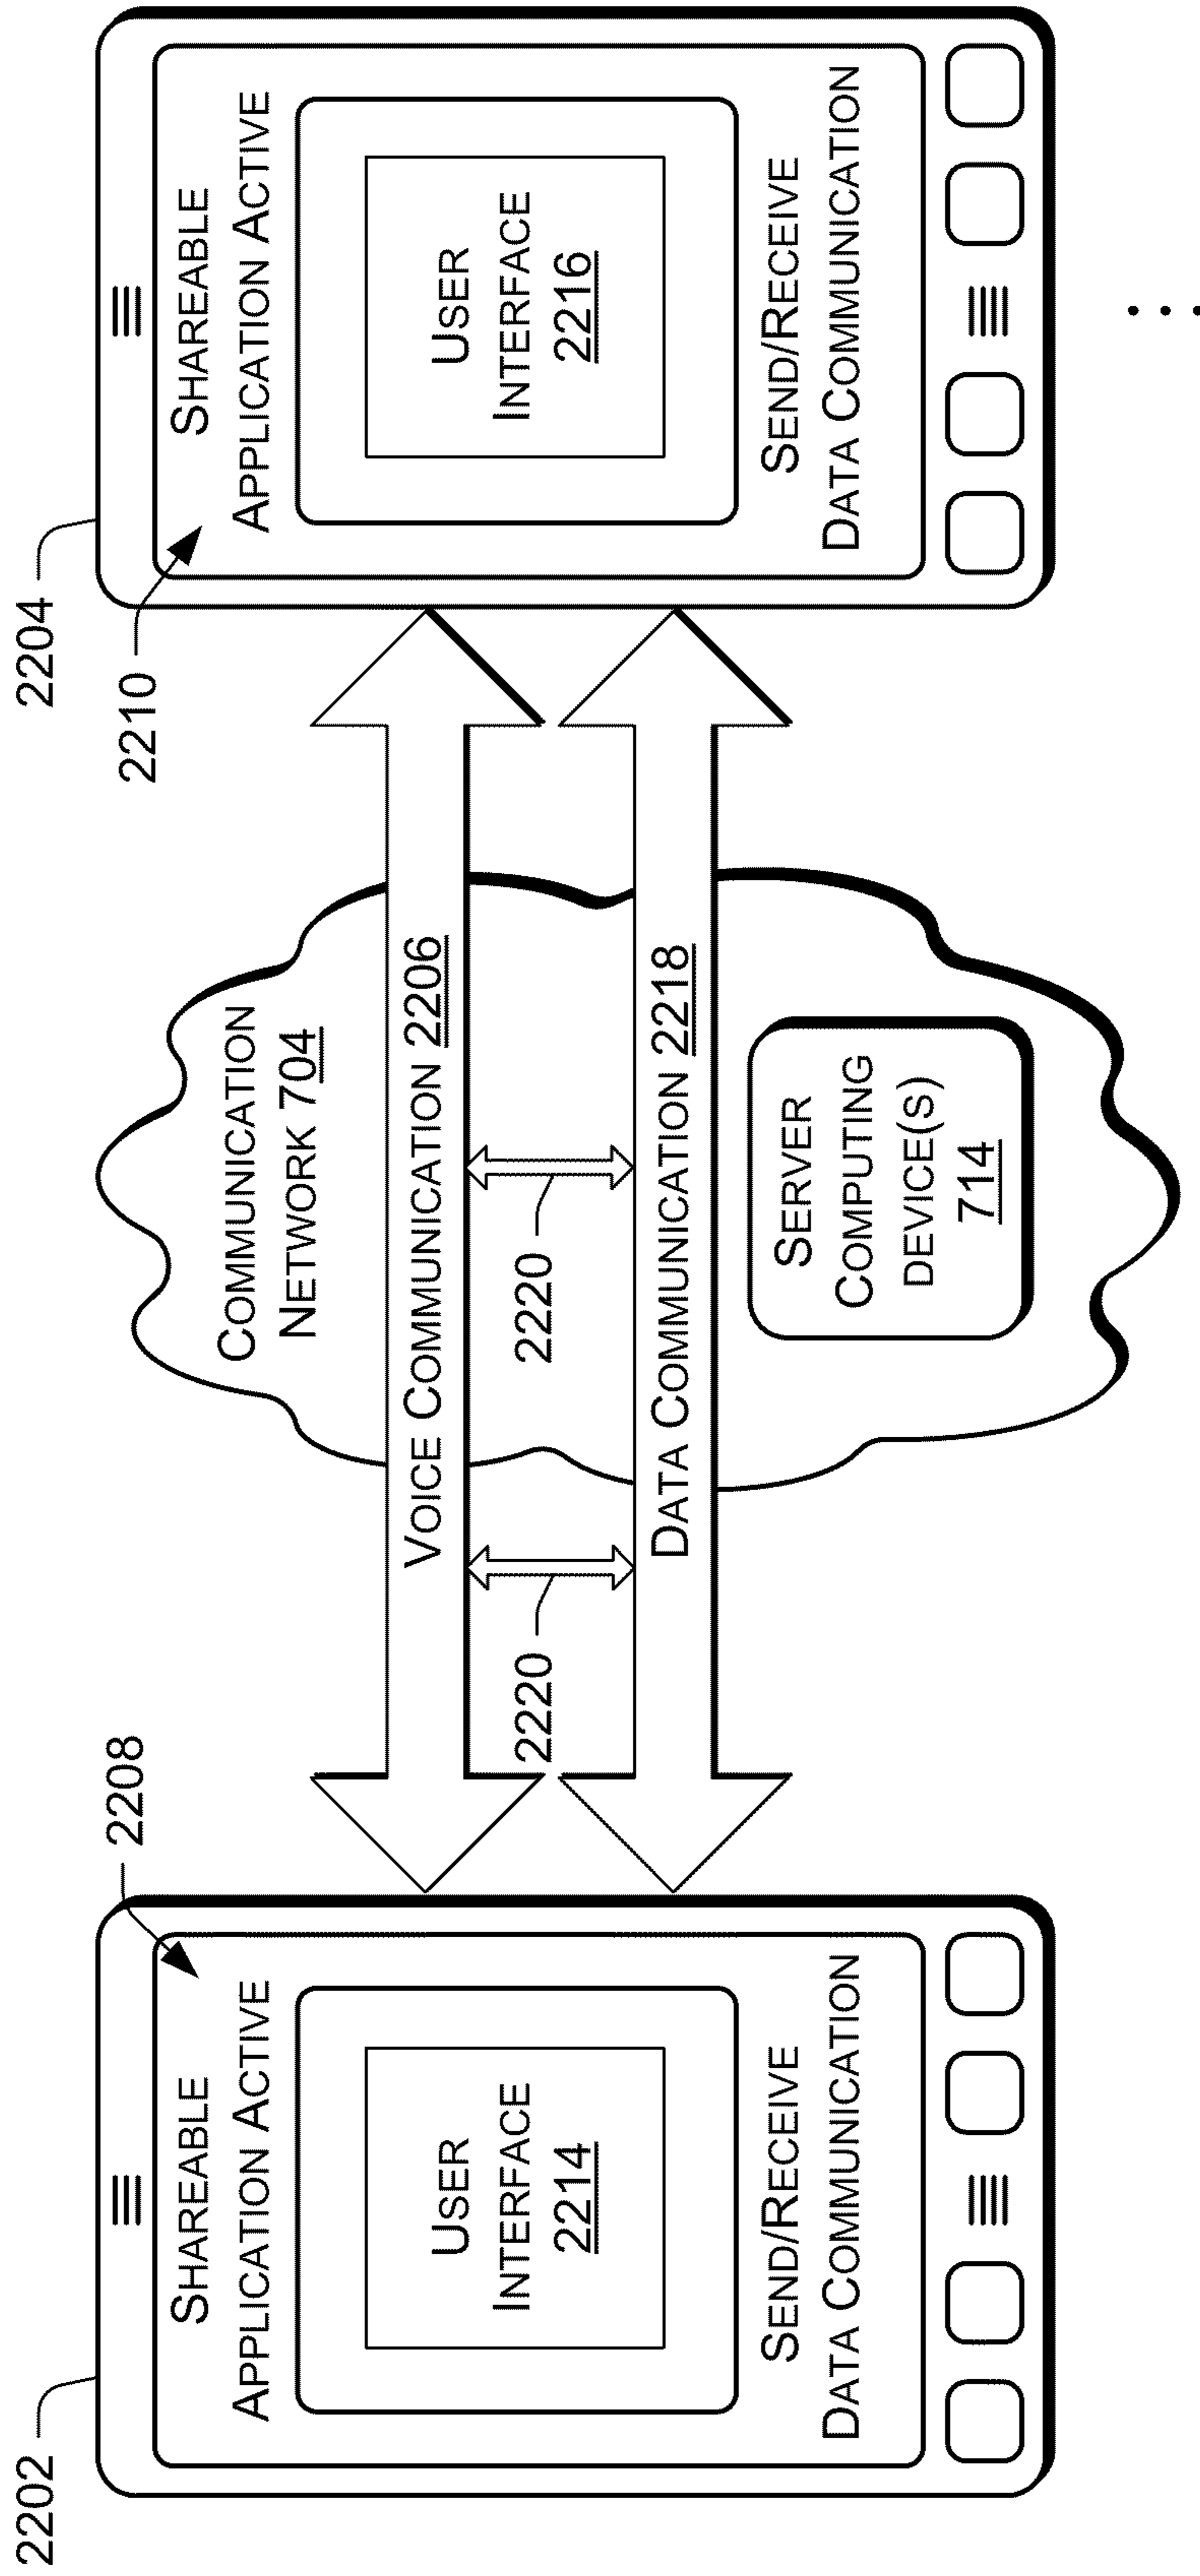 2202
2208
SHAREABLE
APPLICATION ACTIVE
USER
INTERFACE
2214
SEND/RECEIVE
DATA COMMUNICATION
COMMUNICATION
NETWORK 704
VOICE COMMUNICATION 2206
2220
2220
DATA COMMUNICATION 2218
SERVER
COMPUTING
DEVICE(S)
714
2204
2210
SHAREABLE
APPLICATION ACTIVE
USER
INTERFACE
2216
SEND/RECEIVE
DATA COMMUNICATION
...